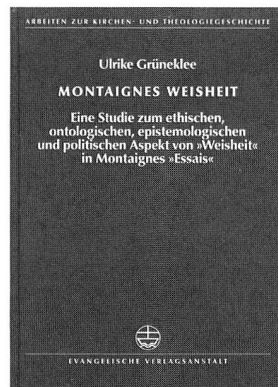 ARBEITEN ZUR KIRCHEN- UND THEOLOGIEGESCHICHTE
Ulrike Grüneklee
MONTAIGNES WEISHEIT
Eine Studie zum ethischen,
ontologischen, epistemologischen
und politischen Aspekt von »Weisheit«
in Montaignes »Essais«
EVANGELISCHE VERLAGSANSTALT